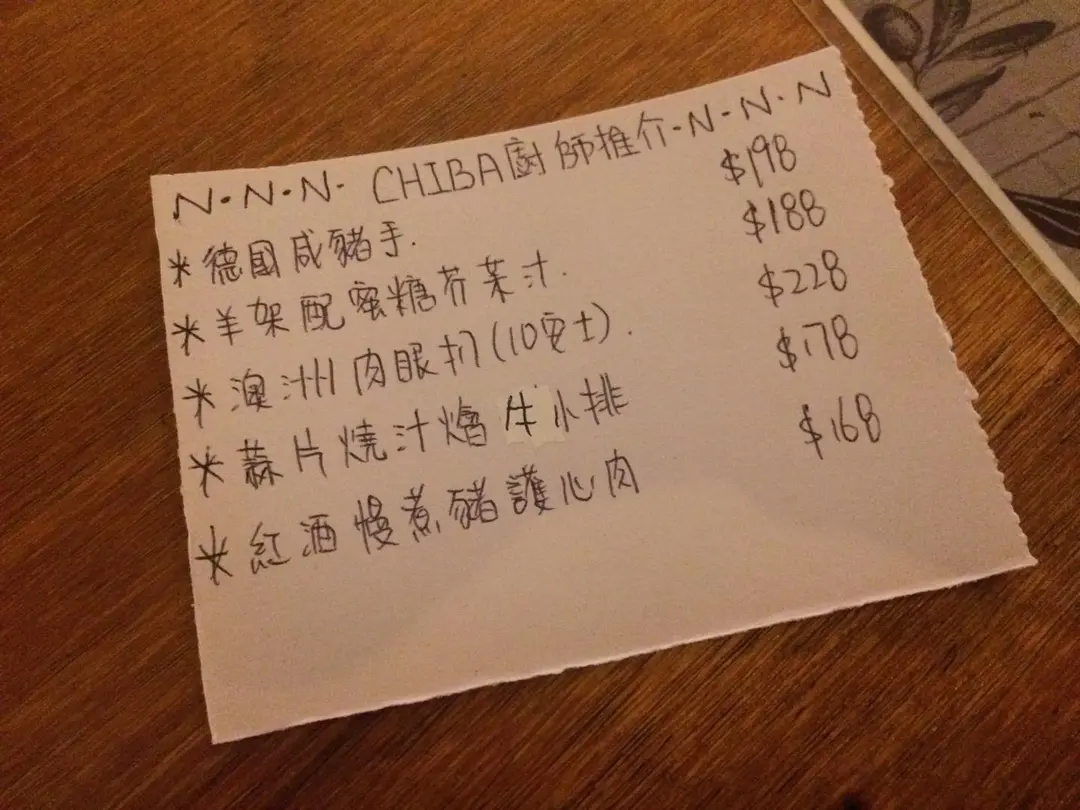 N·N·N· CHIBA廚師推介·N·N·N
*德國咸豬手. $198
*羊架配蜜糖芥茉汁. $188
*澳洲肉眼扒(10安士). $228
*蒜片燒汁燴牛小排 $178
*紅酒慢煮豬護心肉 $168